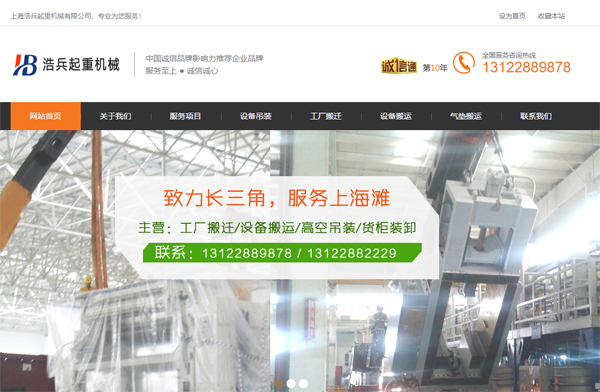 上海浩兵起重机械有限公司，专业为您服务！
设为首页 收藏本站
HB 浩兵起重机械
中国诚信品牌影响力推荐企业品牌
服务至上 ● 诚信诚心
诚信通 第10年
全国服务咨询热线
13122889878
网站首页 关于我们 服务项目 设备吊装 工厂搬迁 设备搬运 气垫搬运 联系我们
致力长三角，服务上海滩
主营：工厂搬迁/设备搬运/高空吊装/货柜装卸
联系：13122889878 / 13122882229